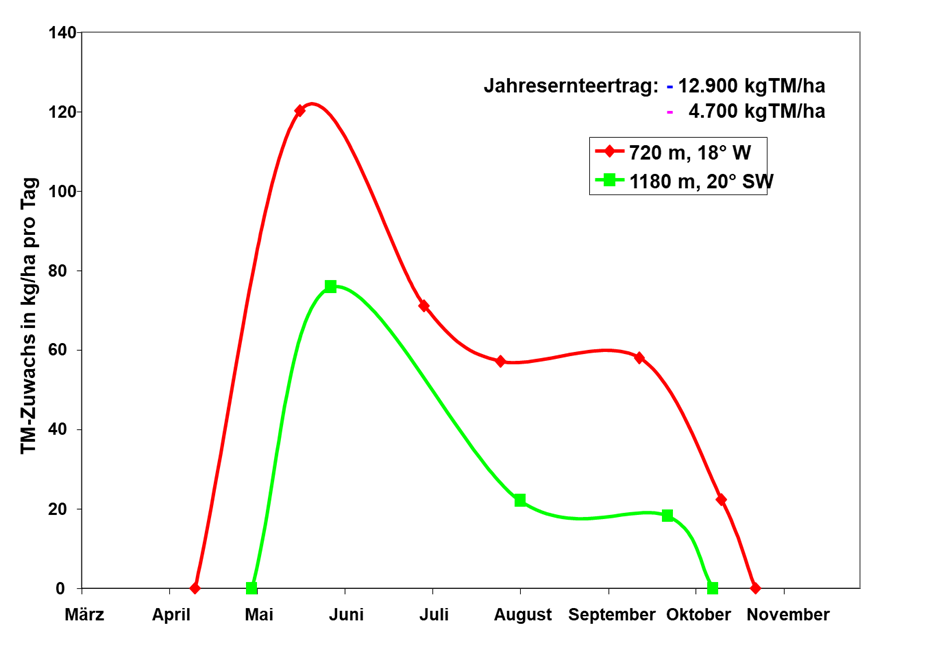 140
120
100
80
60
40
20
0
TM-Zuwachs in kg/ha pro Tag
Jahresernteertrag: - 12.900 kgTM/ha
- 4.700 kgTM/ha
720 m, 18° W
1180 m, 20° SW
März April Mai Juni Juli August September Oktober November